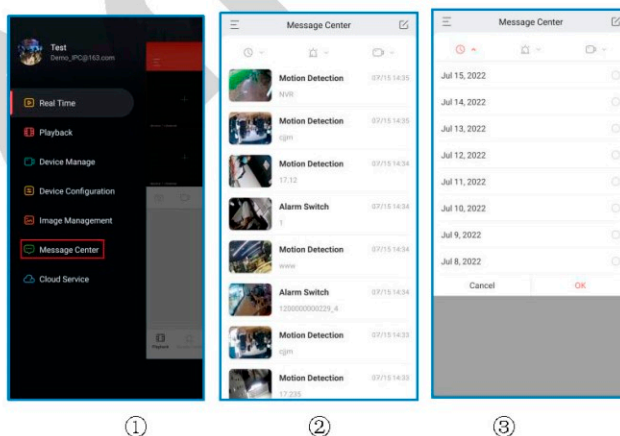 Test
Demo_IPC@163.com
Real Time
Playback
Device Manage
Device Configuration
Image Management
Message Center
Cloud Service
Playback
①
Message Center
Motion Detection 07/15 14:35
NVR
Motion Detection 07/15 14:35
cjjm
Motion Detection 07/15 14:34
17.12
Alarm Switch 07/15 14:34
1
Motion Detection 07/15 14:34
www
Alarm Switch 07/15 14:34
1200000000229_4
Motion Detection 07/15 14:33
cjjm
Motion Detection 07/15 14:33
17.235
②
Message Center
Jul 15, 2022
Jul 14, 2022
Jul 13, 2022
Jul 12, 2022
Jul 11, 2022
Jul 10, 2022
Jul 9, 2022
Jul 8, 2022
Cancel OK
③